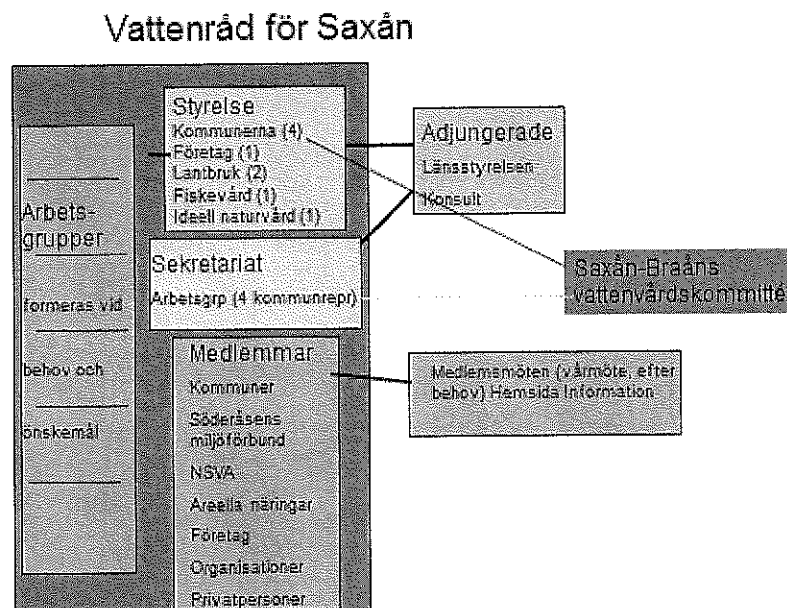 Vattenråd för Saxån
Styrelse
Kommunerna (4)
Företag (1)
Lantbruk (2)
Fiskevård (1)
Ideell naturvård (1)
Adjungerade
Länsstyrelsen
Konsult
Arbets-
grupper
formeras vid
behov och
önskemål
Sekretariat
Arbetsgrp (4 kommunrepr)
Saxån-Braåns
vattenvårdskommitté
Medlemmar
Kommuner
Söderåsens
miljöförbund
NSVA
Areella näringar
Företag
Organisationer
Privatpersoner
Medlemsmöten (vårmöte, efter
behov) Hemsida Information